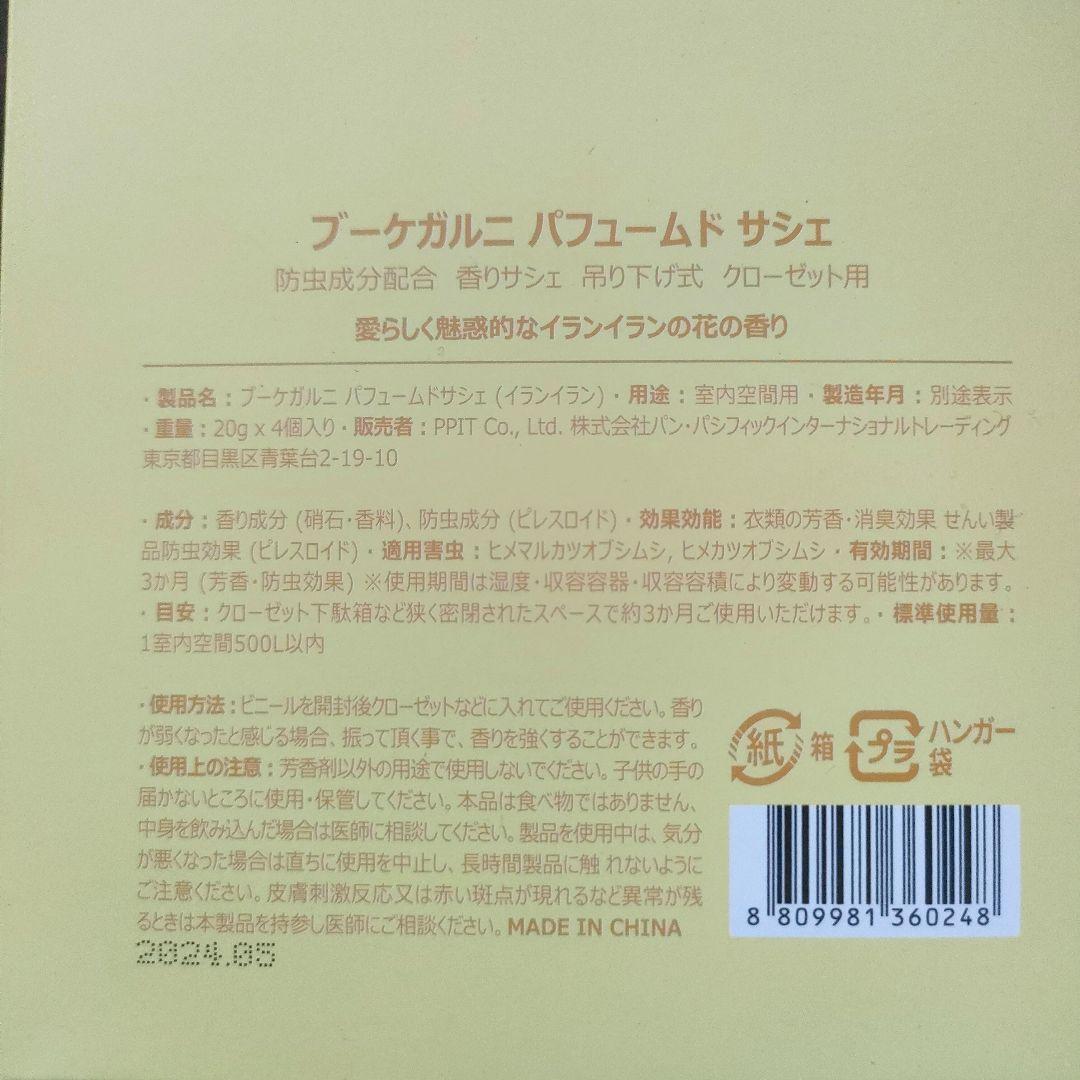 ブーケガルニ パフュームド サシェ
防虫成分配合 香りサシェ 吊り下げ式 クローゼット用
愛らしく魅惑的なイランイランの花の香り
・製品名：ブーケガルニ パフュームドサシェ (イランイラン)・用途：室内空間用・製造年月：別途表示
・重量：20g x 4個入り・販売者：PPIT Co., Ltd. 株式会社パン・パシフィックインターナショナルトレーディング
東京都目黒区青葉台2-19-10
・成分：香り成分 (硝石・香料)、防虫成分 (ピレスロイド)・効果効能：衣類の芳香・消臭効果 せんい製
品防虫効果 (ピレスロイド)・適用害虫：ヒメマルカツオブシムシ, ヒメカツオブシムシ・有効期間：※最大
3か月 (芳香・防虫効果) ※使用期間は湿度・収容容器・収容容積により変動する可能性があります。
・目安：クローゼット下駄箱など狭く密閉されたスペースで約3か月ご使用いただけます。・標準使用量：
1室内空間500L以内
・使用方法：ビニールを開封後クローゼットなどに入れてご使用ください。香り
が弱くなったと感じる場合、振って頂く事で、香りを強くすることができます。
・使用上の注意：芳香剤以外の用途で使用しないでください。子供の手の
届かないところに使用・保管してください。本品は食べ物ではありません、
中身を飲み込んだ場合は医師に相談してください。製品を使用中は、気分
が悪くなった場合は直ちに使用を中止し、長時間製品に触 れないように
ご注意ください。皮膚刺激反応又は赤い斑点が現れるなど異常が残
るときは本製品を持参し医師にご相談ください。MADE IN CHINA
2024.05
紙 箱 プラ ハンガー
袋
8 809981 360248